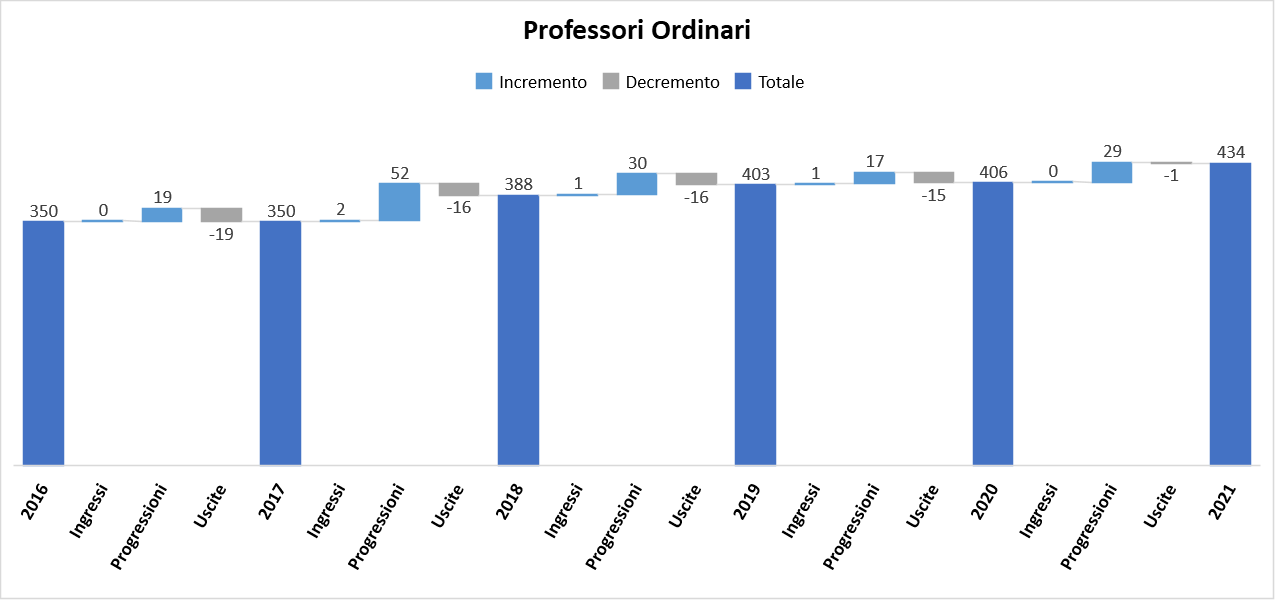 Professori Ordinari
Incremento Decremento Totale
350 0 19 -19 350 2 52 -16 388 1 30 -16 403 1 17 -15 406 0 29 -1 434
2016 Ingressi Progressioni Uscite 2017 Ingressi Progressioni Uscite 2018 Ingressi Progressioni Uscite 2019 Ingressi Progressioni Uscite 2020 Ingressi Progressioni Uscite 2021